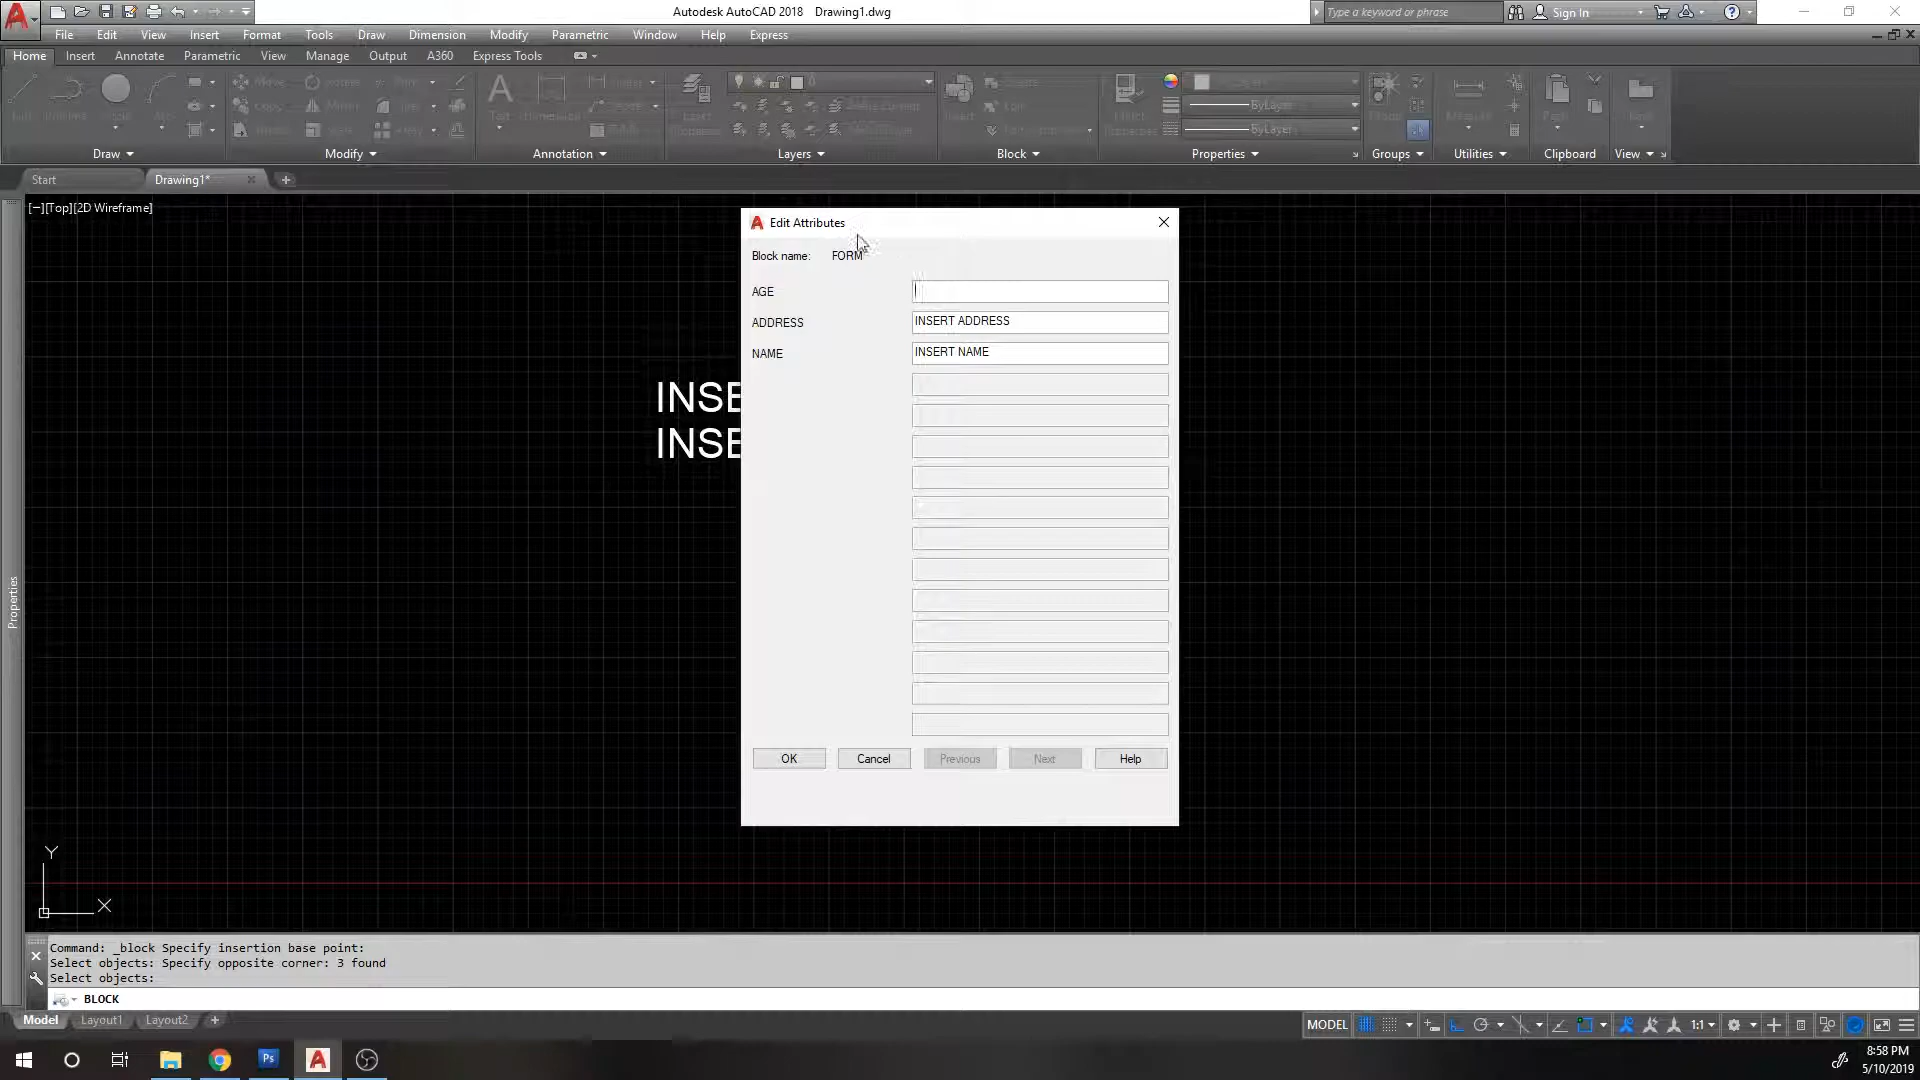 Autodesk AutoCAD 2018 Drawing1.dwg
Type a keyword or phrase
Sign In
File Edit View Insert Format Tools Draw Dimension Modify Parametric Window Help Express
Home Insert Annotate Parametric View Manage Output A360 Express Tools
ByLayer
ByLayer
Draw Modify Annotation Layers Block Properties Groups Utilities Clipboard View
Start Drawing1*
[−][Top][2D Wireframe]
Edit Attributes
Block name: FORM
AGE
ADDRESS INSERT ADDRESS
NAME INSERT NAME
INSE
INSE
OK Cancel Previous Next Help
Properties
Y
X
Command: _block Specify insertion base point:
Select objects: Specify opposite corner: 3 found
Select objects:
BLOCK
Model Layout1 Layout2
MODEL 1:1
Ps
8:58 PM
5/10/2019